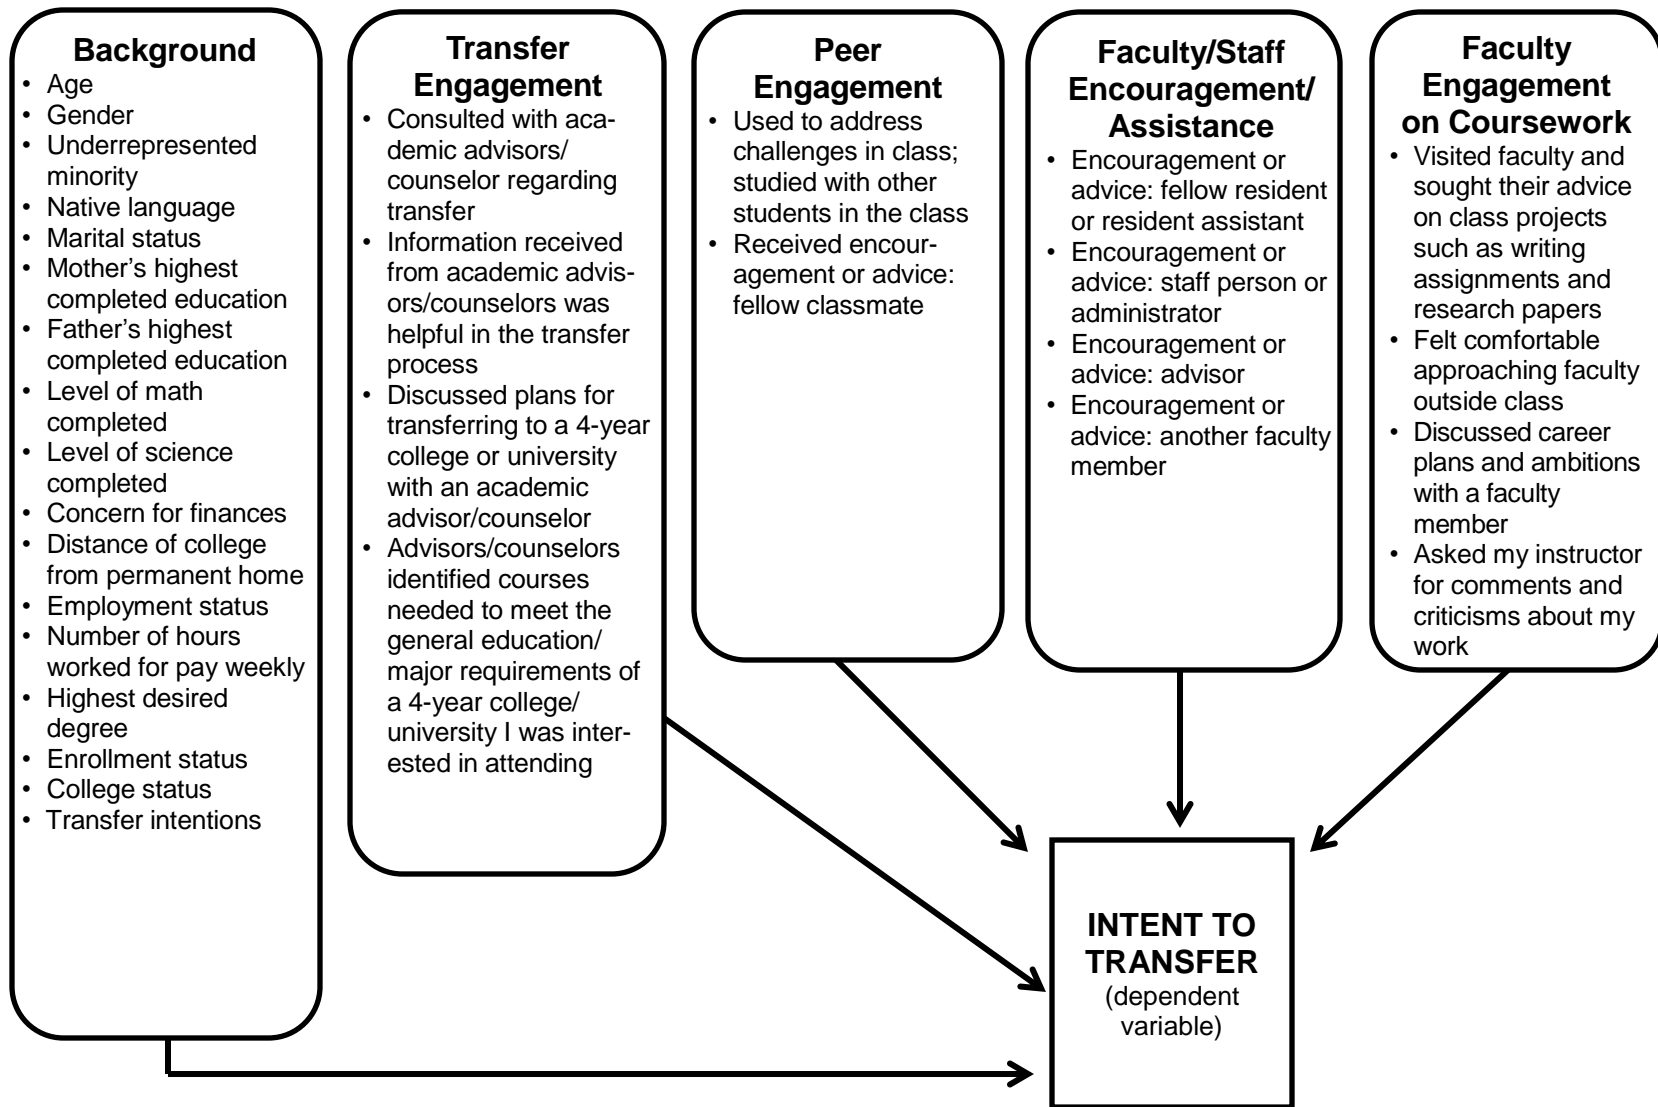 Background
• Age
• Gender
• Underrepresented
minority
• Native language
• Marital status
• Mother’s highest
completed education
• Father’s highest
completed education
• Level of math
completed
• Level of science
completed
• Concern for finances
• Distance of college
from permanent home
• Employment status
• Number of hours
worked for pay weekly
• Highest desired
degree
• Enrollment status
• College status
• Transfer intentions
Transfer
Engagement
• Consulted with aca-
demic advisors/
counselor regarding
transfer
• Information received
from academic advis-
ors/counselors was
helpful in the transfer
process
• Discussed plans for
transferring to a 4-year
college or university
with an academic
advisor/counselor
• Advisors/counselors
identified courses
needed to meet the
general education/
major requirements of
a 4-year college/
university I was inter-
ested in attending
Peer
Engagement
• Used to address
challenges in class;
studied with other
students in the class
• Received encour-
agement or advice:
fellow classmate
Faculty/Staff
Encouragement/
Assistance
• Encouragement or
advice: fellow resident
or resident assistant
• Encouragement or
advice: staff person or
administrator
• Encouragement or
advice: advisor
• Encouragement or
advice: another faculty
member
Faculty
Engagement
on Coursework
• Visited faculty and
sought their advice
on class projects
such as writing
assignments and
research papers
• Felt comfortable
approaching faculty
outside class
• Discussed career
plans and ambitions
with a faculty
member
• Asked my instructor
for comments and
criticisms about my
work
INTENT TO
TRANSFER
(dependent
variable)